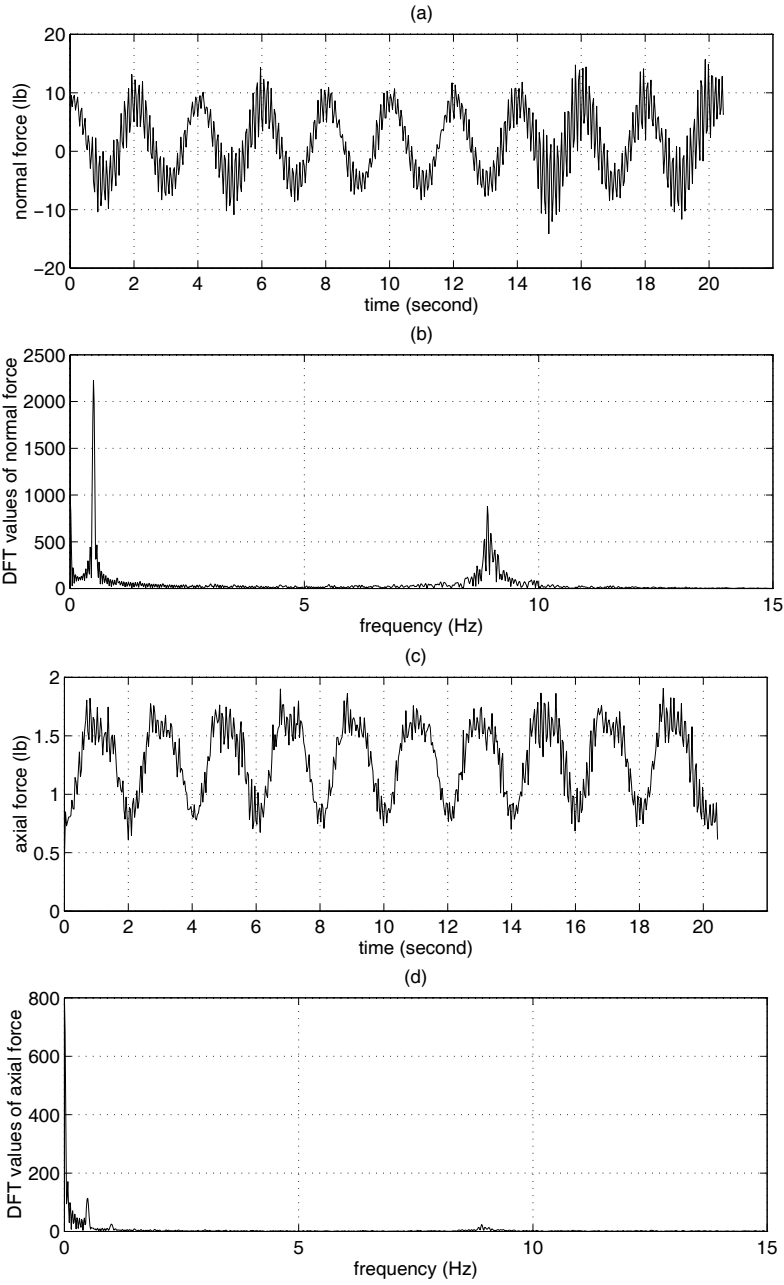 (a)
20
10
0
−10
−20
normal force (lb)
0 2 4 6 8 10 12 14 16 18 20
time (second)
(b)
2500
2000
1500
1000
500
0
DFT values of normal force
0 5 10 15
frequency (Hz)
(c)
2
1.5
1
0.5
0
axial force (lb)
0 2 4 6 8 10 12 14 16 18 20
time (second)
(d)
800
600
400
200
0
DFT values of axial force
0 5 10 15
frequency (Hz)